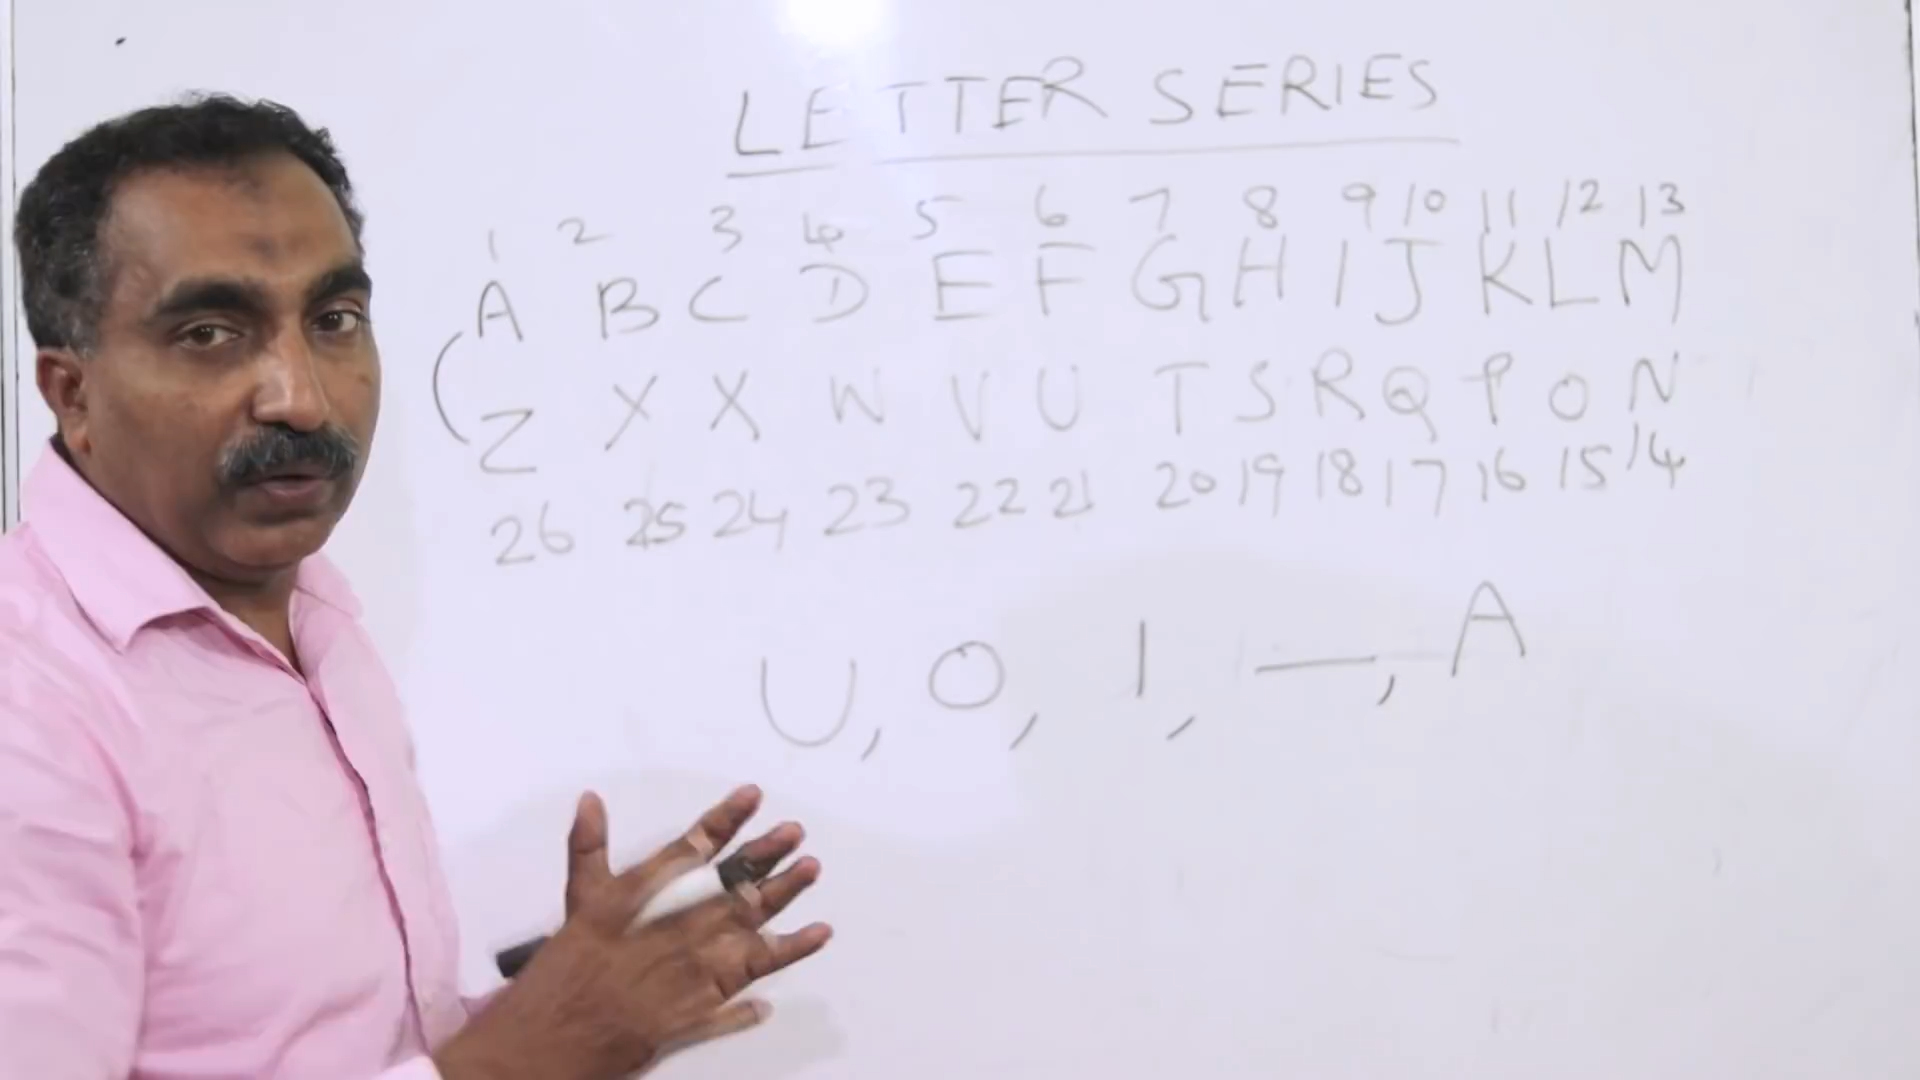 LETTER SERIES
1 2 3 4 5 6 7 8 9 10 11 12 13
A B C D E F G H I J K L M
Z Y X W V U T S R Q P O N
26 25 24 23 22 21 20 19 18 17 16 15 14
U, O, I, —, A